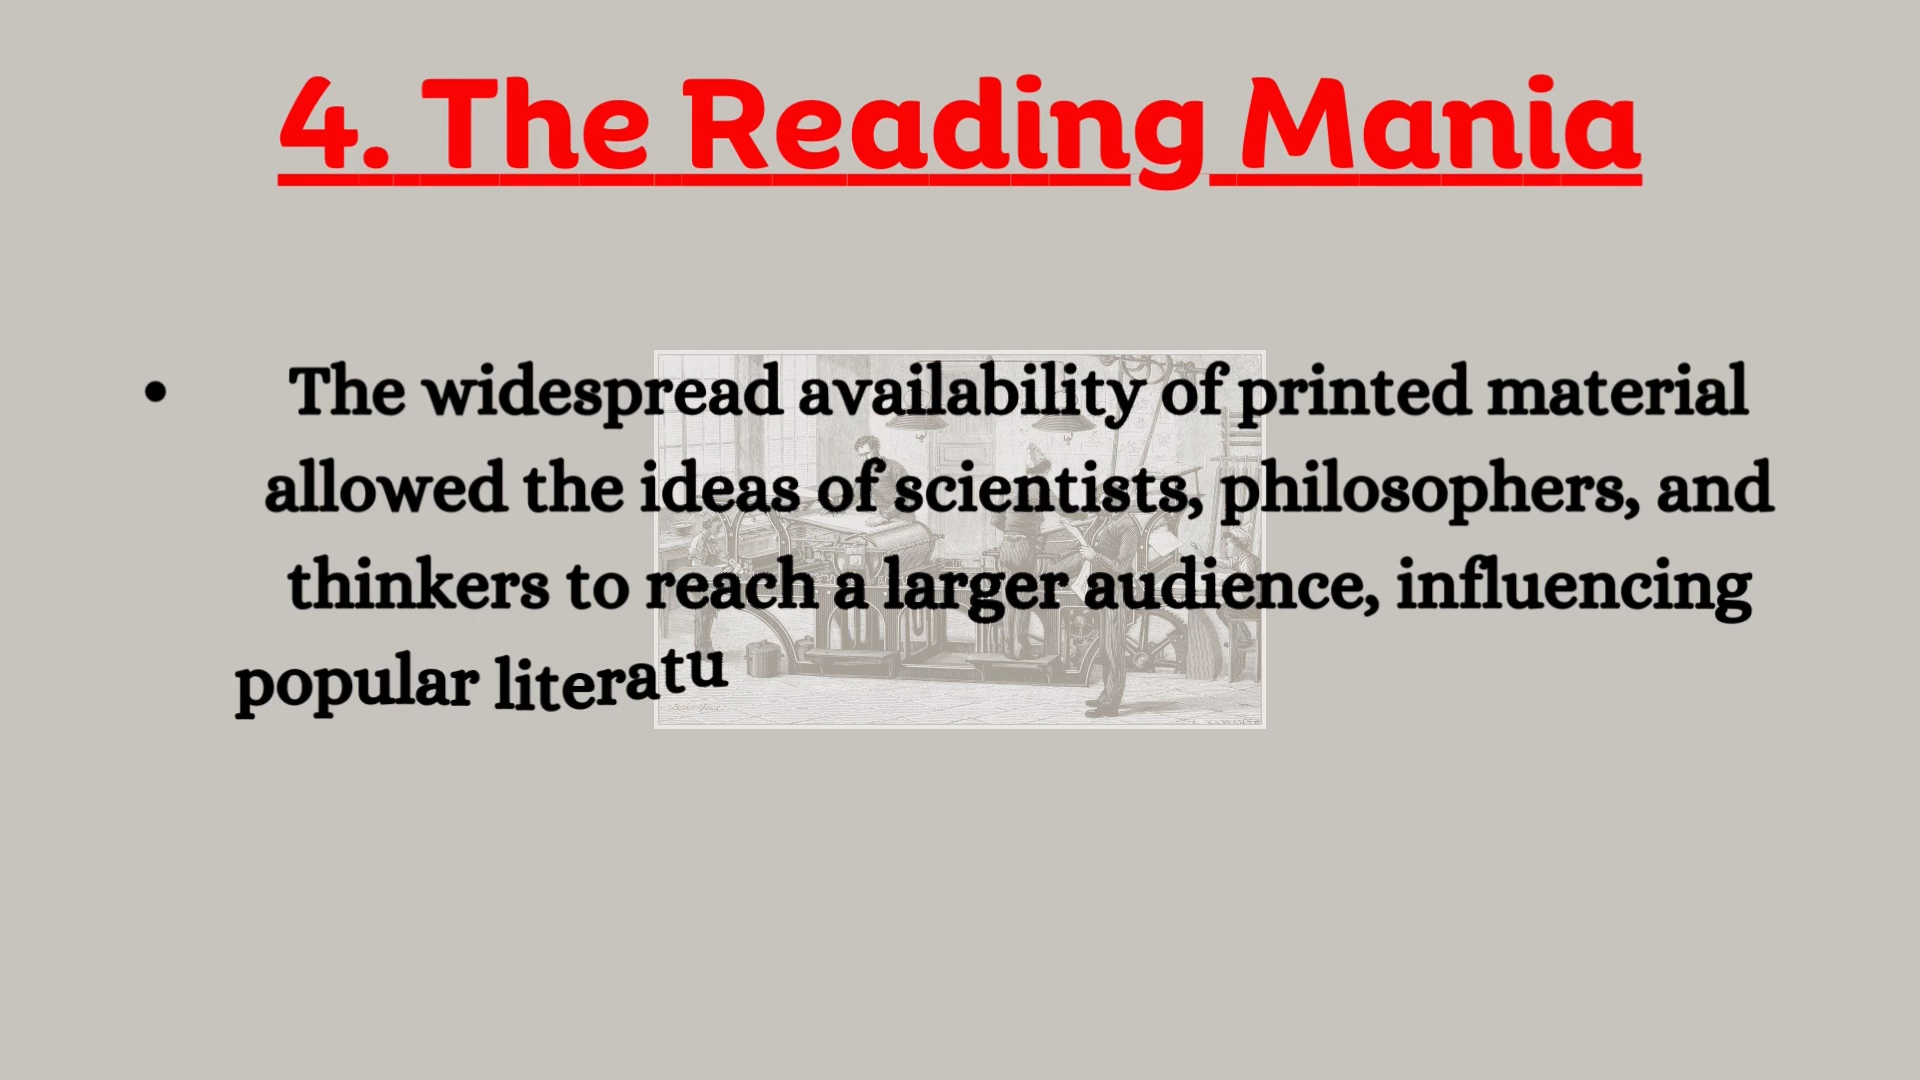 4. The Reading Mania
• The widespread availability of printed material
allowed the ideas of scientists, philosophers, and
thinkers to reach a larger audience, influencing
popular literatu